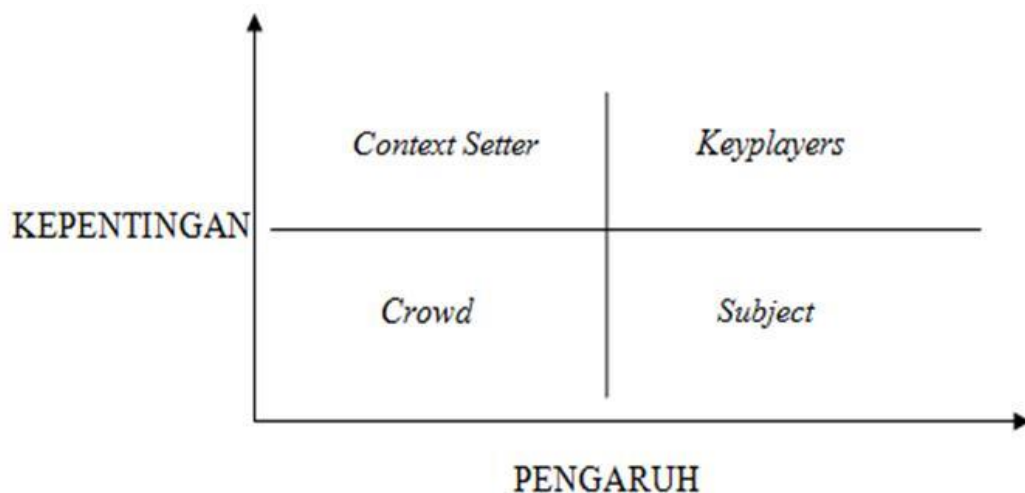 Context Setter
Keyplayers
KEPENTINGAN
Crowd
Subject
PENGARUH